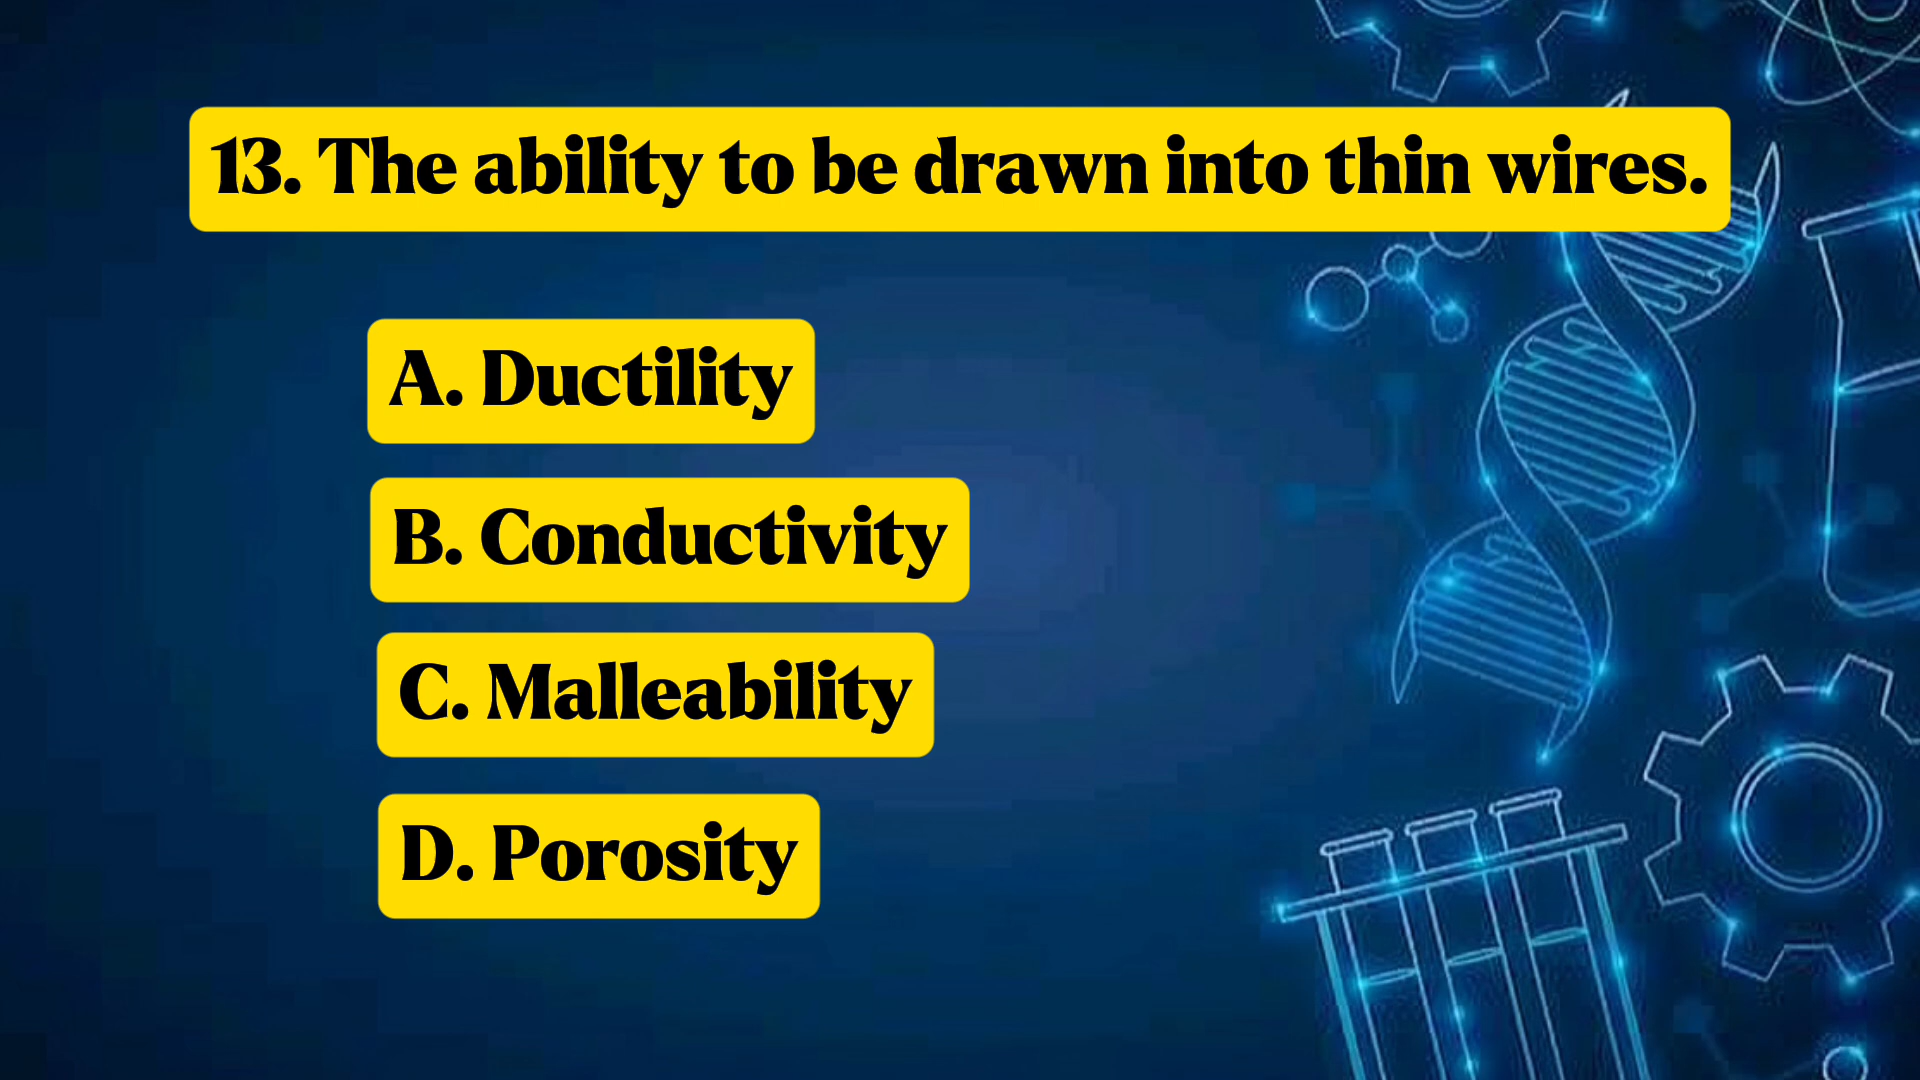 13. The ability to be drawn into thin wires.
A. Ductility
B. Conductivity
C. Malleability
D. Porosity